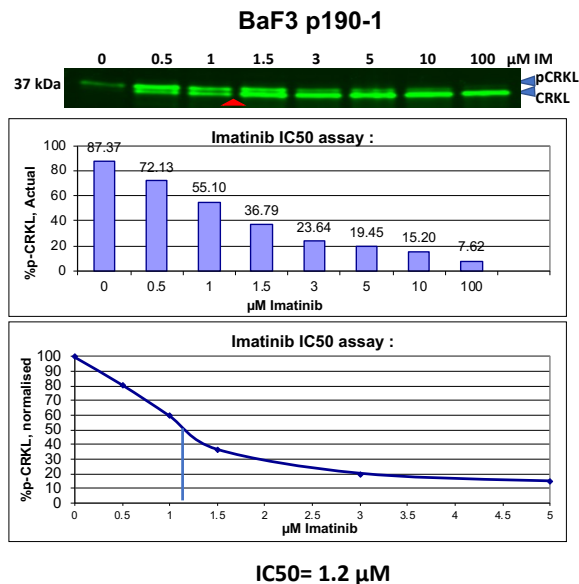 BaF3 p190-1
0 0.5 1 1.5 3 5 10 100 µM IM
37 kDa
pCRKL
CRKL
Imatinib IC50 assay :
%p-CRKL, Actual
100
80
60
40
20
0
87.37
72.13
55.10
36.79
23.64
19.45
15.20
7.62
0 0.5 1 1.5 3 5 10 100
µM Imatinib
Imatinib IC50 assay :
%p-CRKL, normalised
100
90
80
70
60
50
40
30
20
10
0
0 0.5 1 1.5 2 2.5 3 3.5 4 4.5 5
µM Imatinib
IC50= 1.2 µM